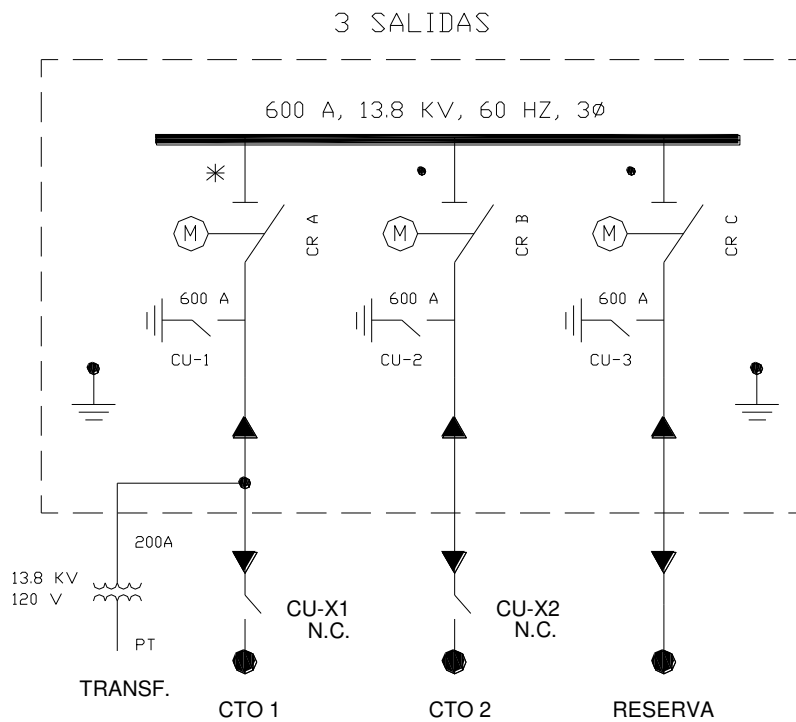 3 SALIDAS
600 A, 13.8 KV, 60 HZ, 3Ø
M
CR A
M
CR B
M
CR C
600 A
CU-1
600 A
CU-2
600 A
CU-3
200A
13.8 KV
120 V
PT
TRANSF.
CU-X1
N.C.
CU-X2
N.C.
CTO 1
CTO 2
RESERVA